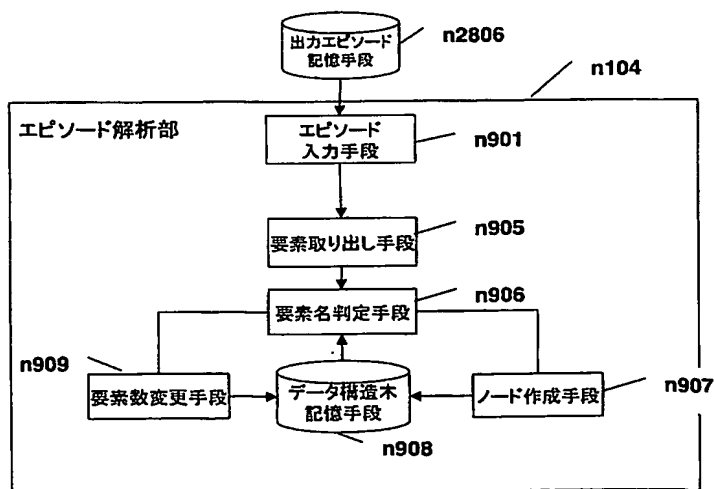 出力エピソード
記憶手段
n2806
n104
エピソード解析部
エピソード
入力手段
n901
要素取り出し手段
n905
要素名判定手段
n906
n909
要素数変更手段
データ構造木
記憶手段
n908
ノード作成手段
n907